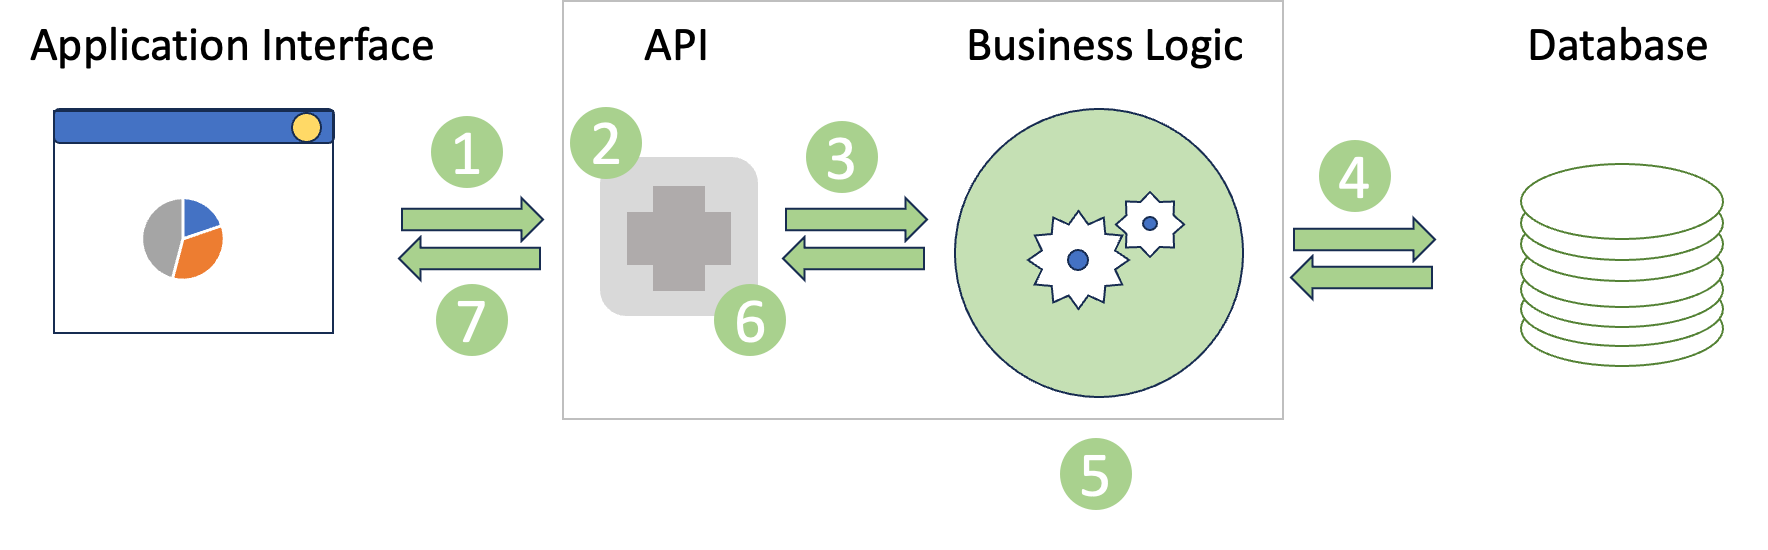 Application Interface
API
Business Logic
Database
1
2
3
4
5
6
7